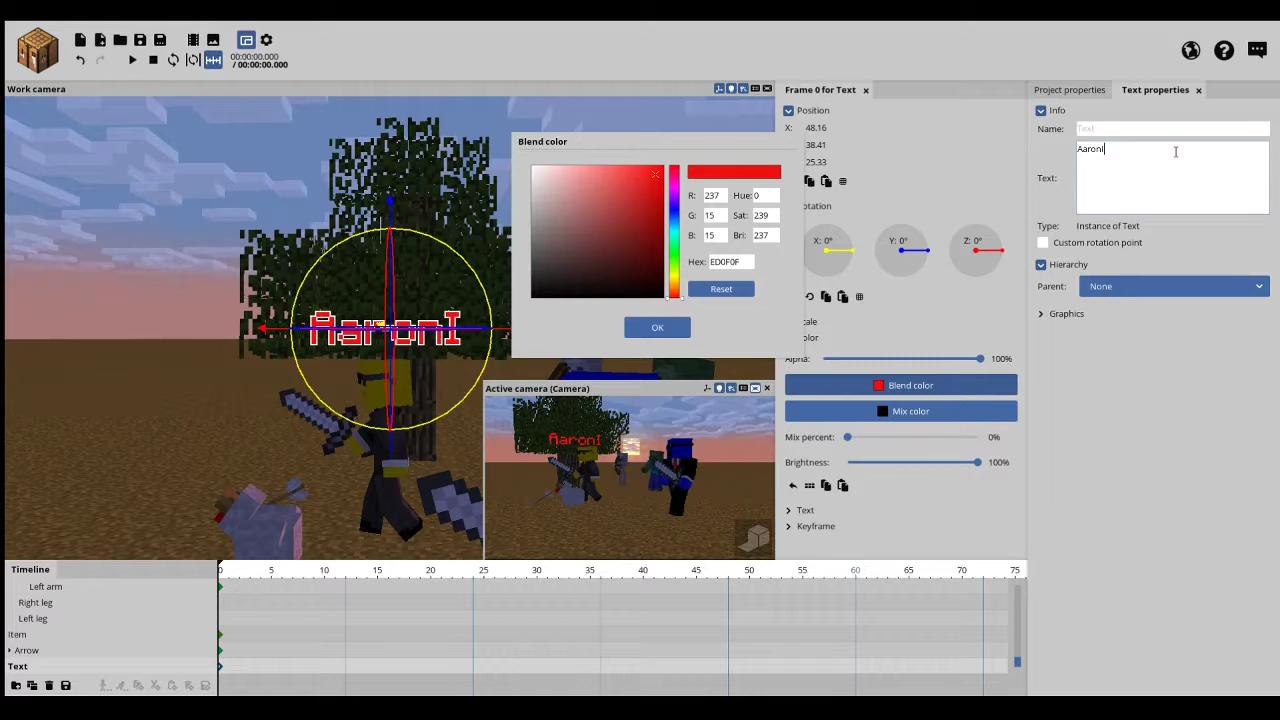 00:00:00.000
/ 00:00:00.000
Work camera
Frame 0 for Text
Project properties
Text properties
Position
X: 48.16
38.41
25.33
otation
X: 0°
Y: 0°
Z: 0°
cale
olor
Alpha: 100%
Blend color
Mix color
Mix percent: 0%
Brightness: 100%
Text
Keyframe
Info
Name: Text
Text: AaronI
Type: Instance of Text
Custom rotation point
Hierarchy
Parent: None
Graphics
Blend color
R: 237 Hue: 0
G: 15 Sat: 239
B: 15 Bri: 237
Hex: ED0F0F
Reset
OK
AaronI
Active camera (Camera)
AaronI
Timeline
0 5 10 15 20 25 30 35 40 45 50 55 60 65 70 75
Left arm
Right leg
Left leg
Item
Arrow
Text